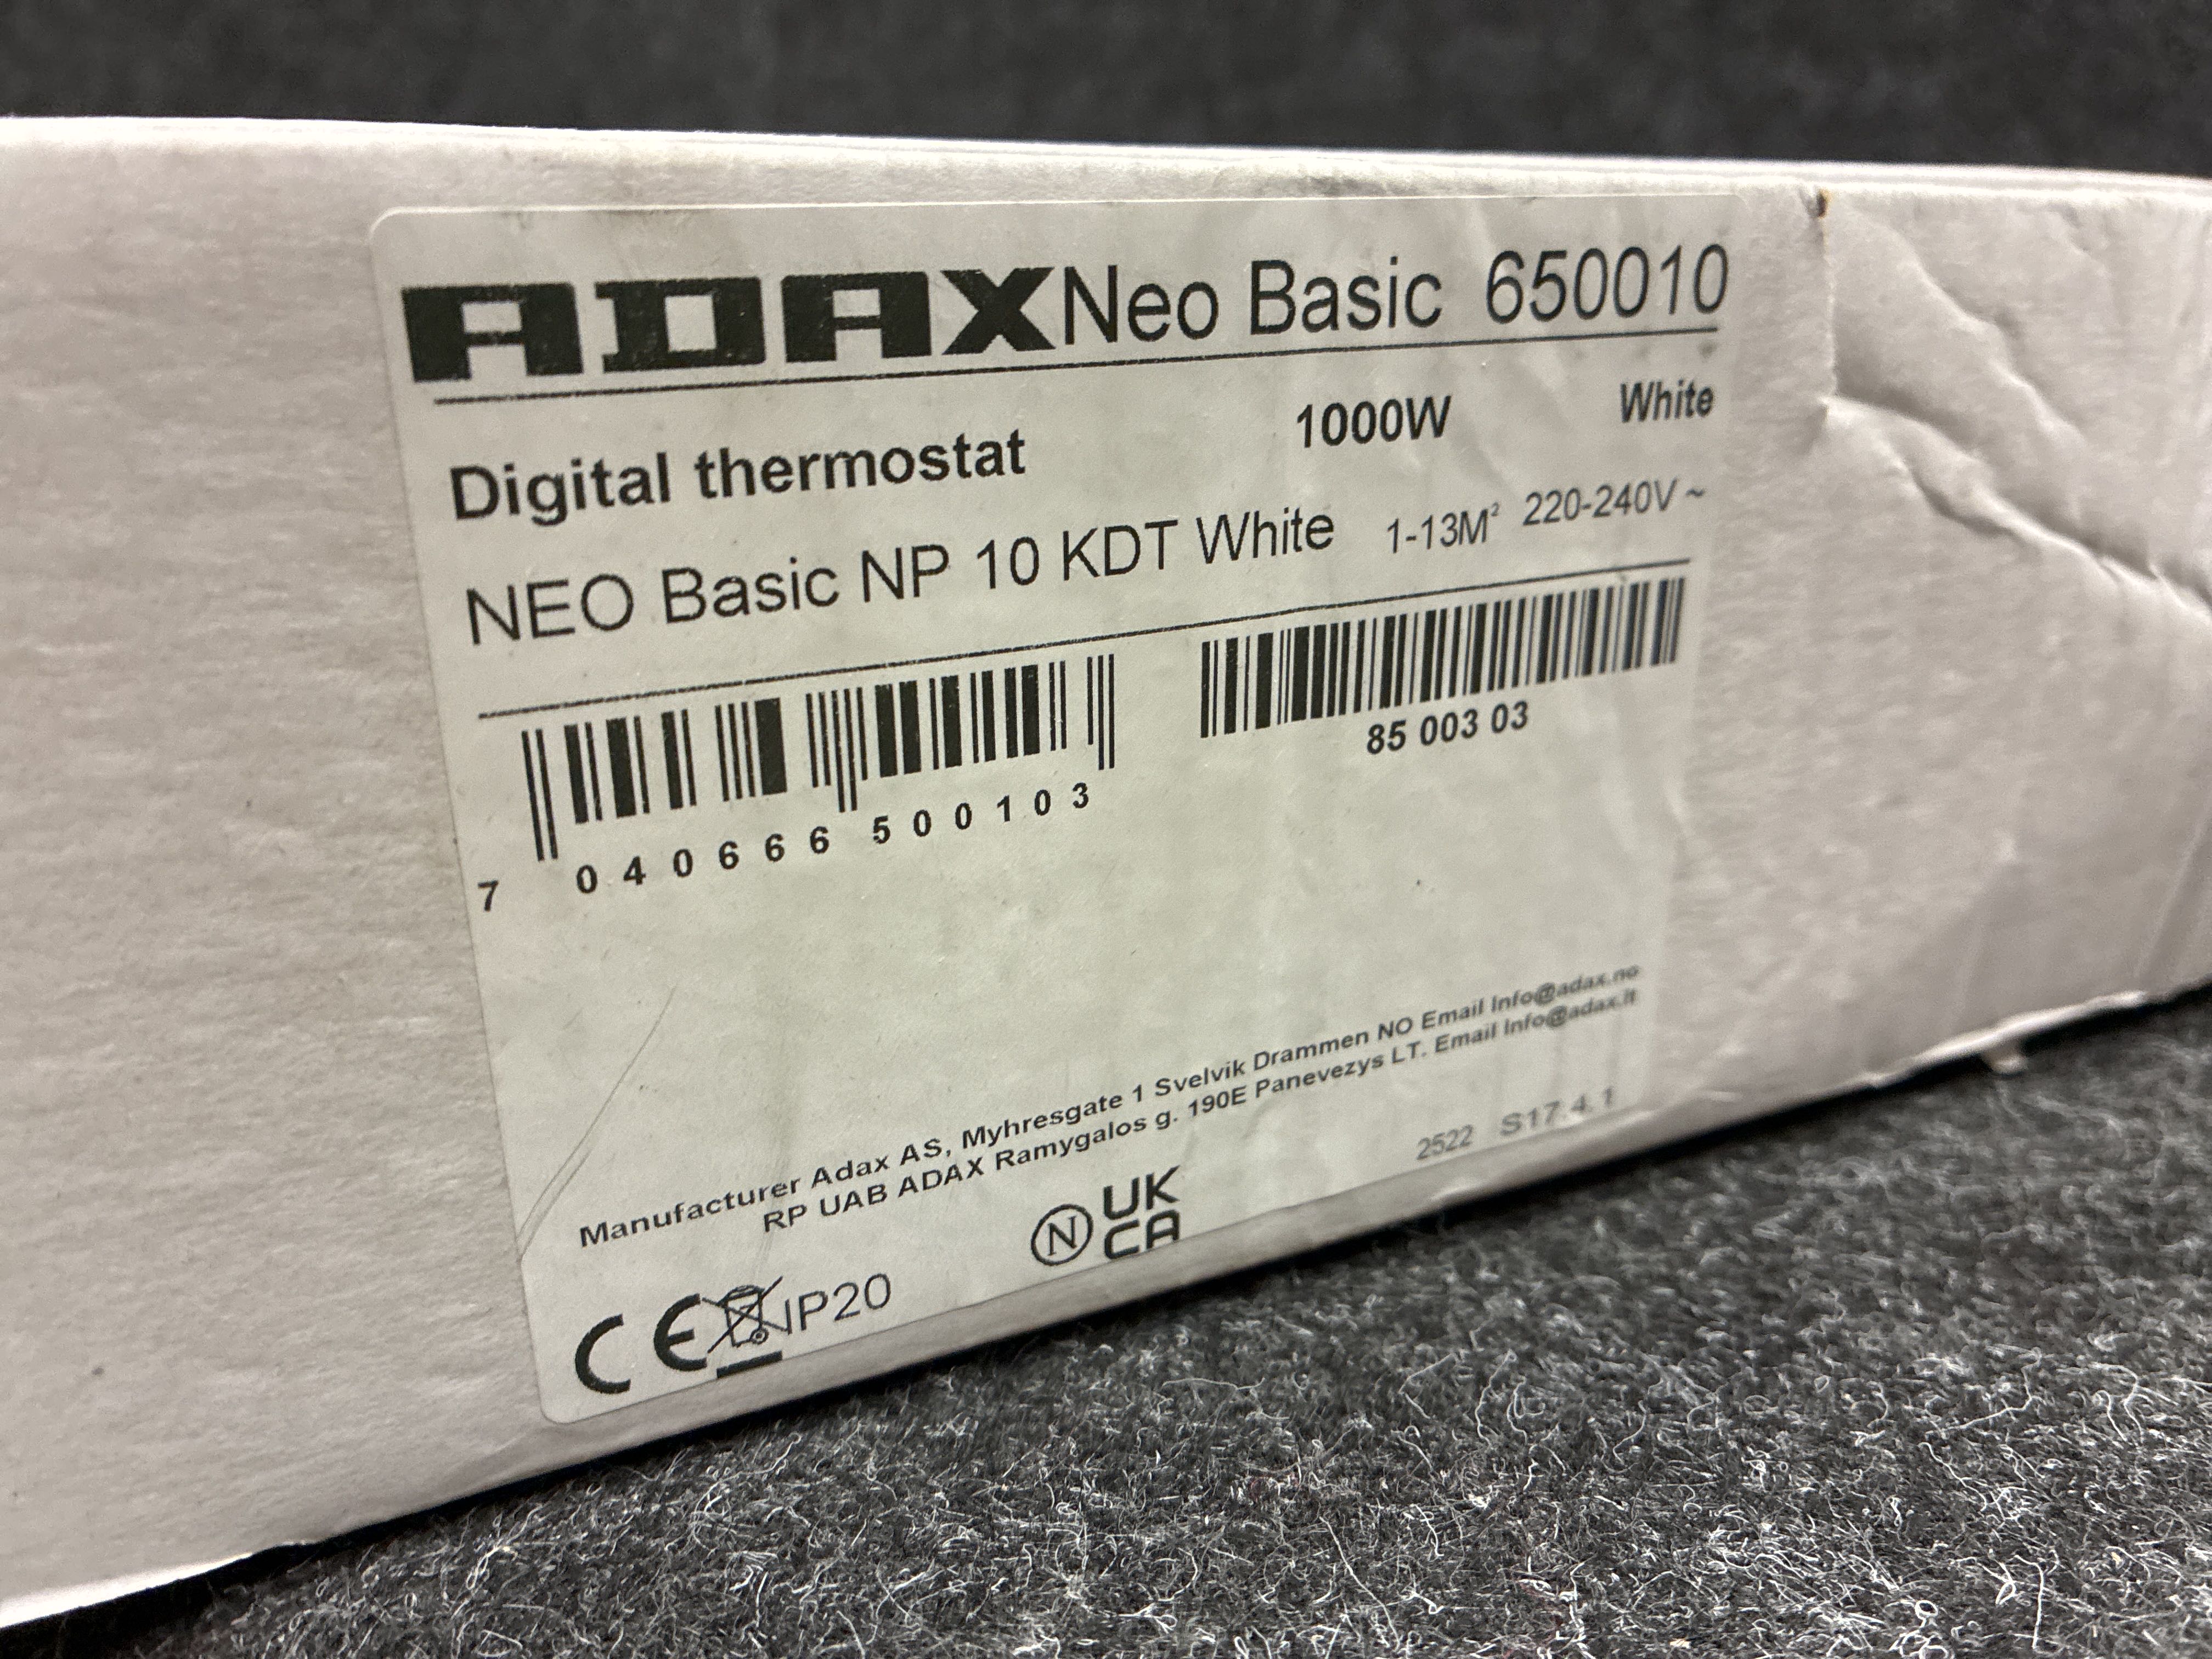 ADAX Neo Basic 650010
Digital thermostat 1000W White
NEO Basic NP 10 KDT White 1-13M² 220-240V ~
7 040666 500103
85 003 03
Manufacturer Adax AS, Myhresgate 1 Svelvik Drammen NO Email Info@adax.no
RP UAB ADAX Ramygalos g. 190E Panevezys LT. Email Info@adax.lt
2522 S17.4.1
CE IP20
N UK
CA